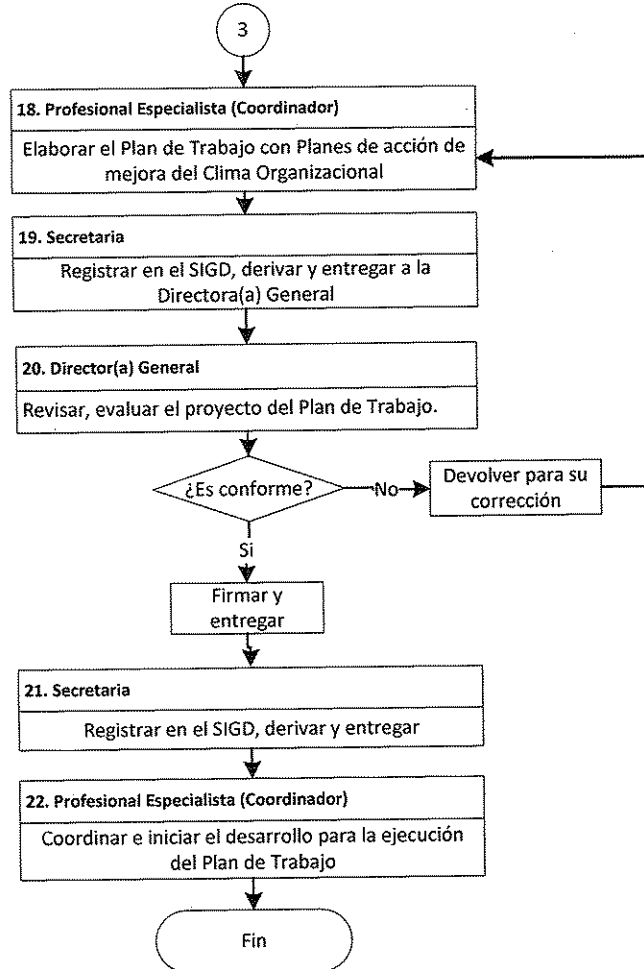 3
18. Profesional Especialista (Coordinador)
Elaborar el Plan de Trabajo con Planes de acción de
mejora del Clima Organizacional
19. Secretaria
Registrar en el SIGD, derivar y entregar a la
Directora(a) General
20. Director(a) General
Revisar, evaluar el proyecto del Plan de Trabajo.
¿Es conforme?
No
Devolver para su
corrección
Si
Firmar y
entregar
21. Secretaria
Registrar en el SIGD, derivar y entregar
22. Profesional Especialista (Coordinador)
Coordinar e iniciar el desarrollo para la ejecución
del Plan de Trabajo
Fin